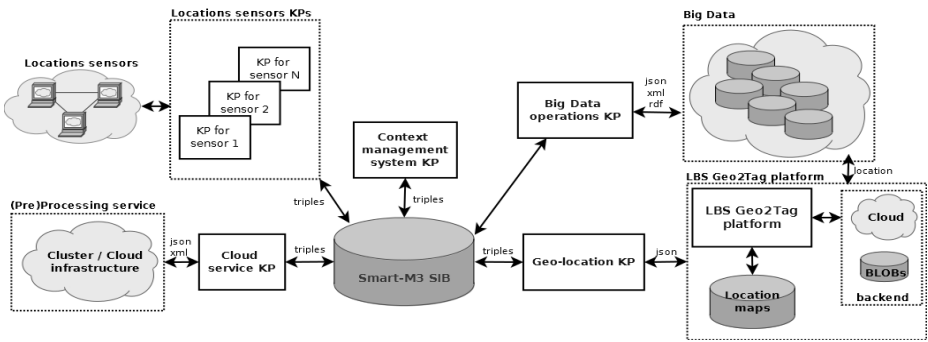 Locations sensors KPs
Big Data
Locations sensors
KP for
sensor N
KP for
sensor 2
KP for
sensor 1
json
xml
rdf
Big Data
operations KP
Context
management
system KP
triples
triples
location
LBS Geo2Tag platform
(Pre)Processing service
LBS Geo2Tag
platform
Cloud
json
xml
Cluster / Cloud
infrastructure
Cloud
service KP
triples
Smart-M3 SIB
triples
Geo-location KP
json
BLOBs
Location
maps
backend